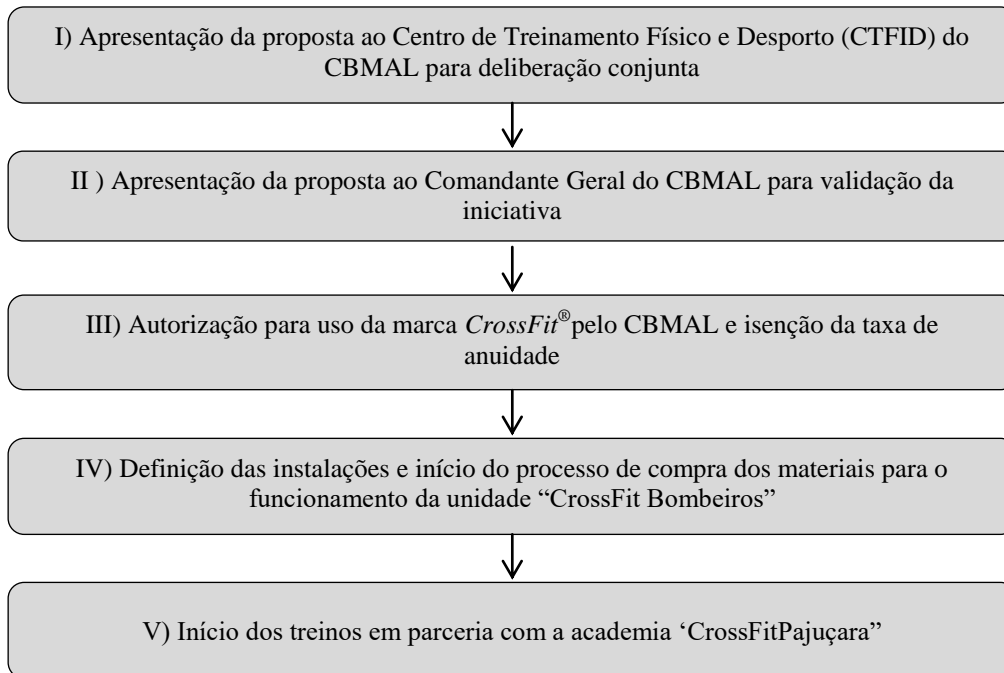 I) Apresentação da proposta ao Centro de Treinamento Físico e Desporto (CTFID) do
CBMAL para deliberação conjunta
II ) Apresentação da proposta ao Comandante Geral do CBMAL para validação da
iniciativa
III) Autorização para uso da marca CrossFit® pelo CBMAL e isenção da taxa de
anuidade
IV) Definição das instalações e início do processo de compra dos materiais para o
funcionamento da unidade “CrossFit Bombeiros”
V) Início dos treinos em parceria com a academia ‘CrossFitPajuçara”